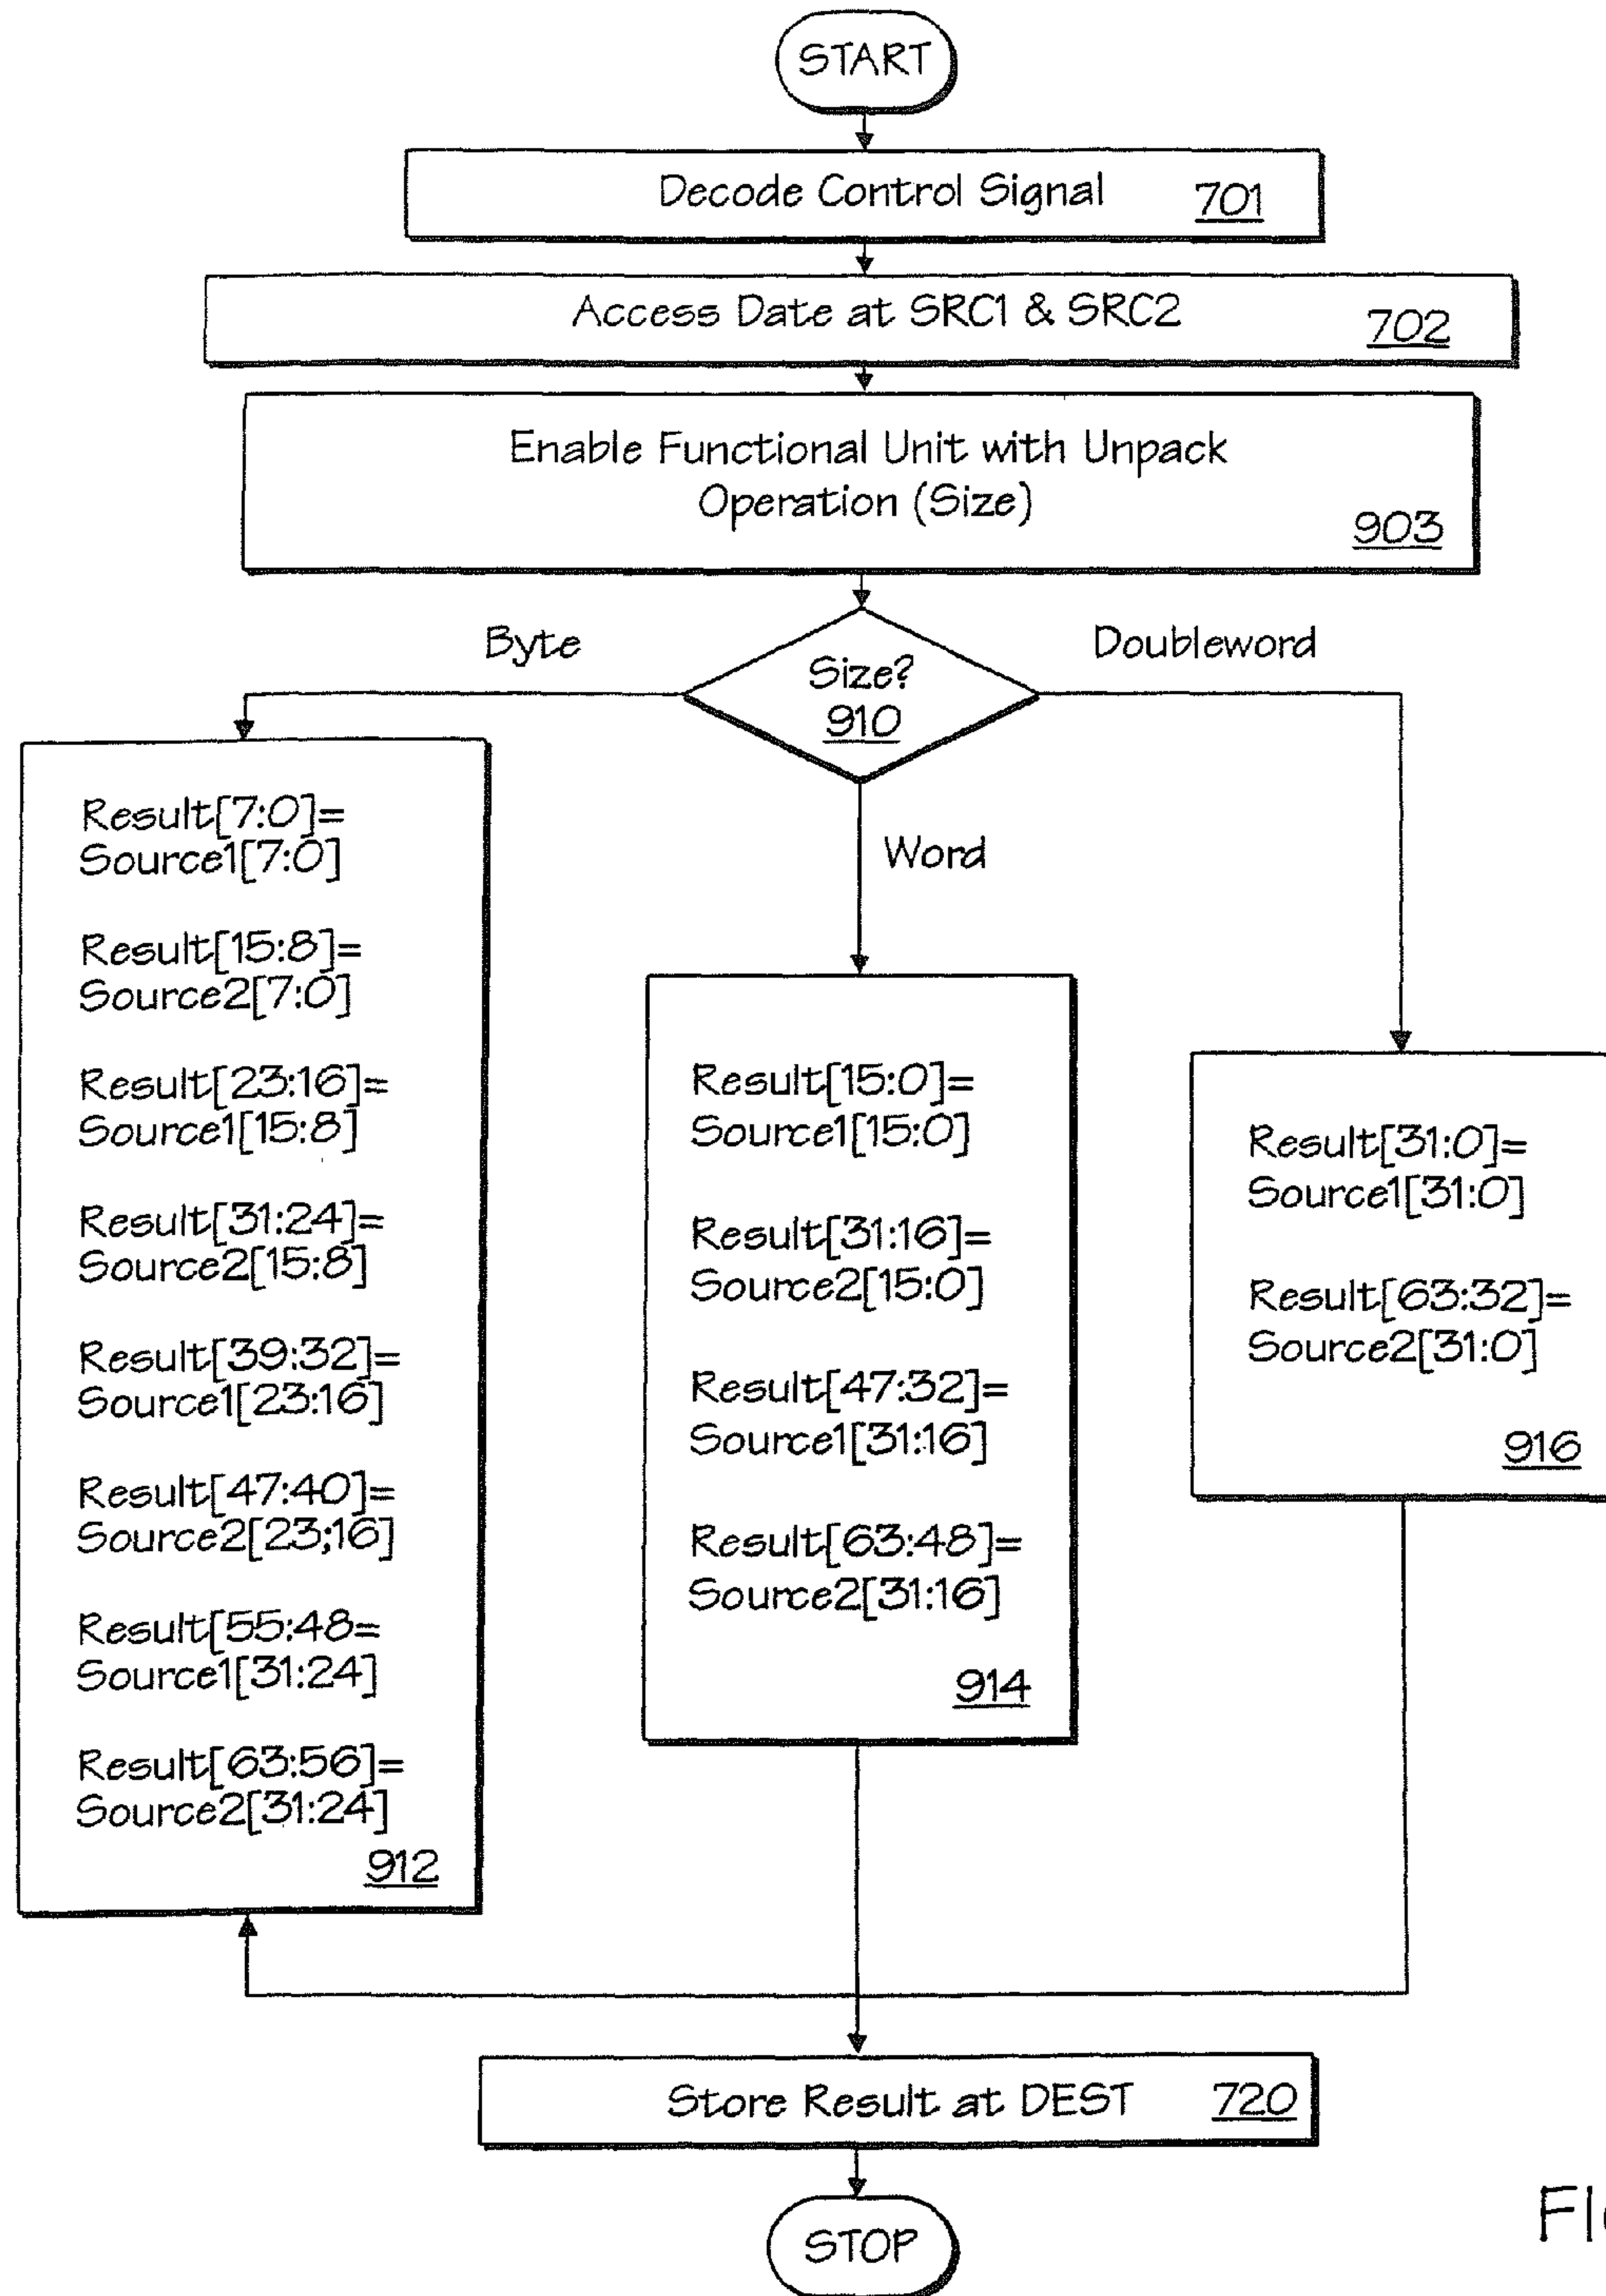 START
Decode Control Signal 701
Access Date at SRC1 & SRC2 702
Enable Functional Unit with Unpack
Operation (Size)
903
Byte
Size?
910
Doubleword
Word
Result[7:0]=
Source1[7:0]
Result[15:8]=
Source2[7:0]
Result[23:16]=
Source1[15:8]
Result[31:24]=
Source2[15:8]
Result[39:32]=
Source1[23:16]
Result[47:40]=
Source2[23;16]
Result[55:48=
Source1[31:24]
Result[63:56]=
Source2[31:24]
912
Result[15:0]=
Source1[15:0]
Result[31:16]=
Source2[15:0]
Result[47:32]=
Source1[31:16]
Result[63:48]=
Source2[31:16]
914
Result[31:0]=
Source1[31:0]
Result[63:32]=
Source2[31:0]
916
Store Result at DEST 720
STOP